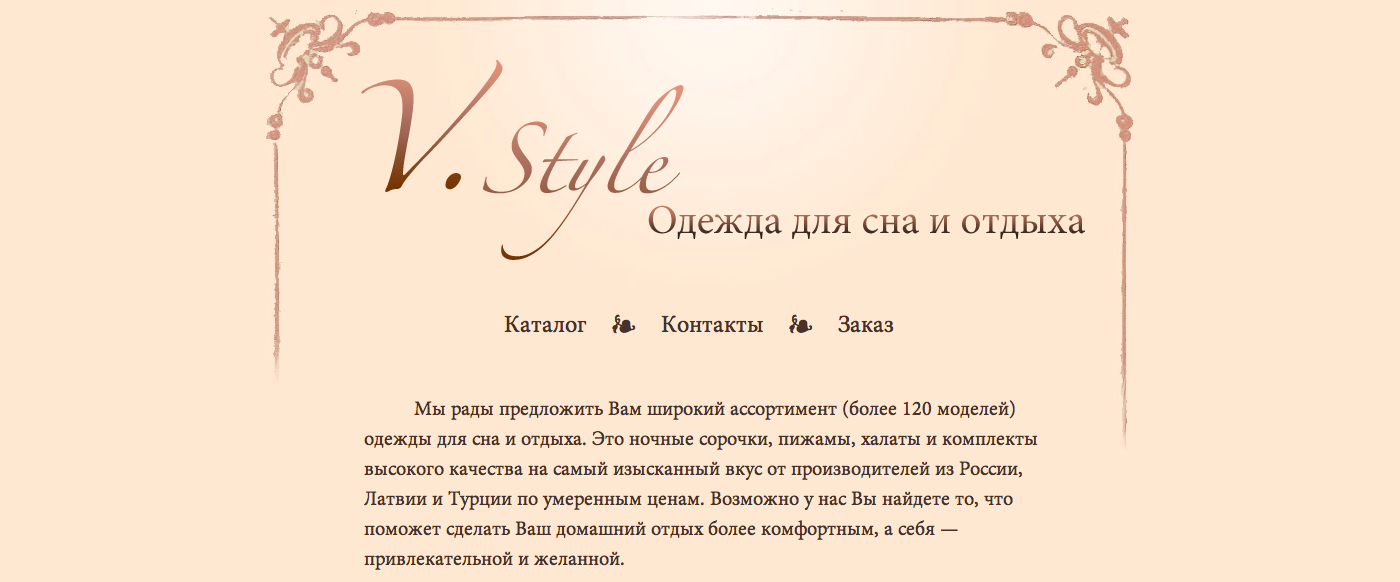 V. Style
Одежда для сна и отдыха
Каталог Контакты Заказ
Мы рады предложить Вам широкий ассортимент (более 120 моделей)
одежды для сна и отдыха. Это ночные сорочки, пижамы, халаты и комплекты
высокого качества на самый изысканный вкус от производителей из России,
Латвии и Турции по умеренным ценам. Возможно у нас Вы найдете то, что
поможет сделать Ваш домашний отдых более комфортным, а себя —
привлекательной и желанной.